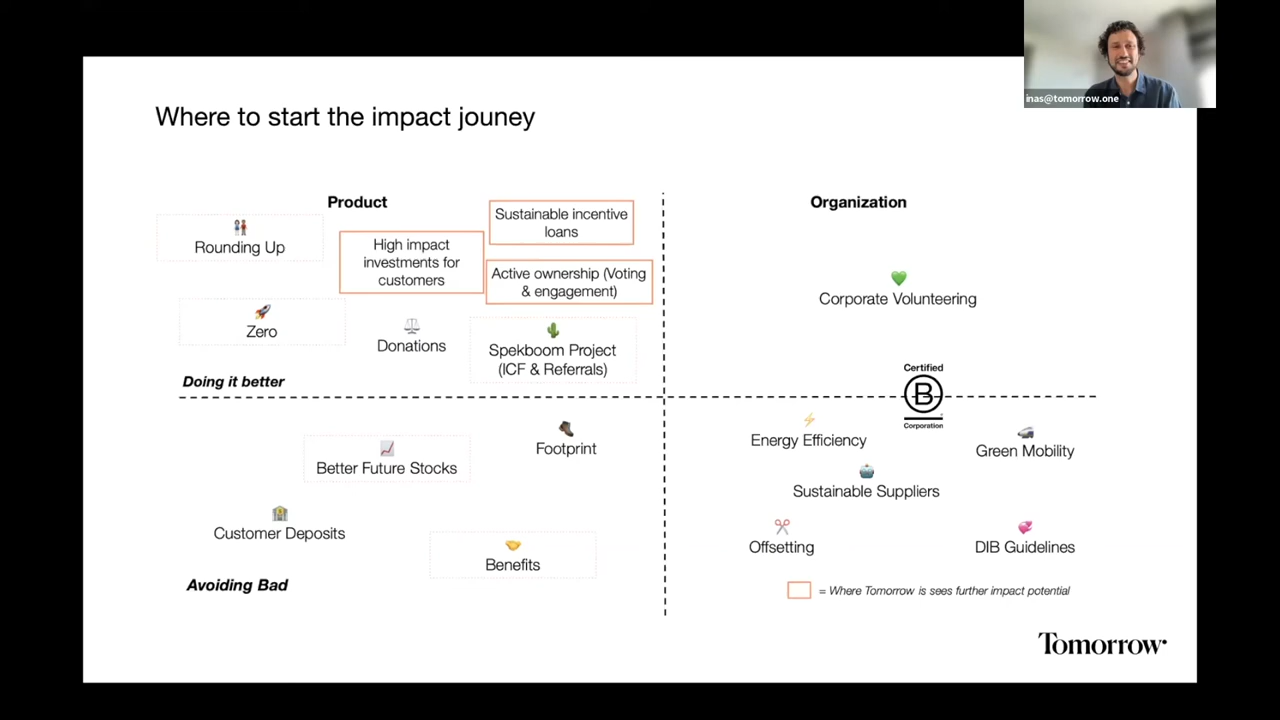 inas@tomorrow.one
Where to start the impact jouney
Product
Organization
Rounding Up
High impact
investments for
customers
Sustainable incentive
loans
Active ownership (Voting
& engagement)
Corporate Volunteering
Zero
Donations
Spekboom Project
(ICF & Referrals)
Doing it better
Certified
B
Corporation
Better Future Stocks
Footprint
Energy Efficiency
Green Mobility
Sustainable Suppliers
Customer Deposits
Benefits
Offsetting
DIB Guidelines
Avoiding Bad
= Where Tomorrow is sees further impact potential
Tomorrow